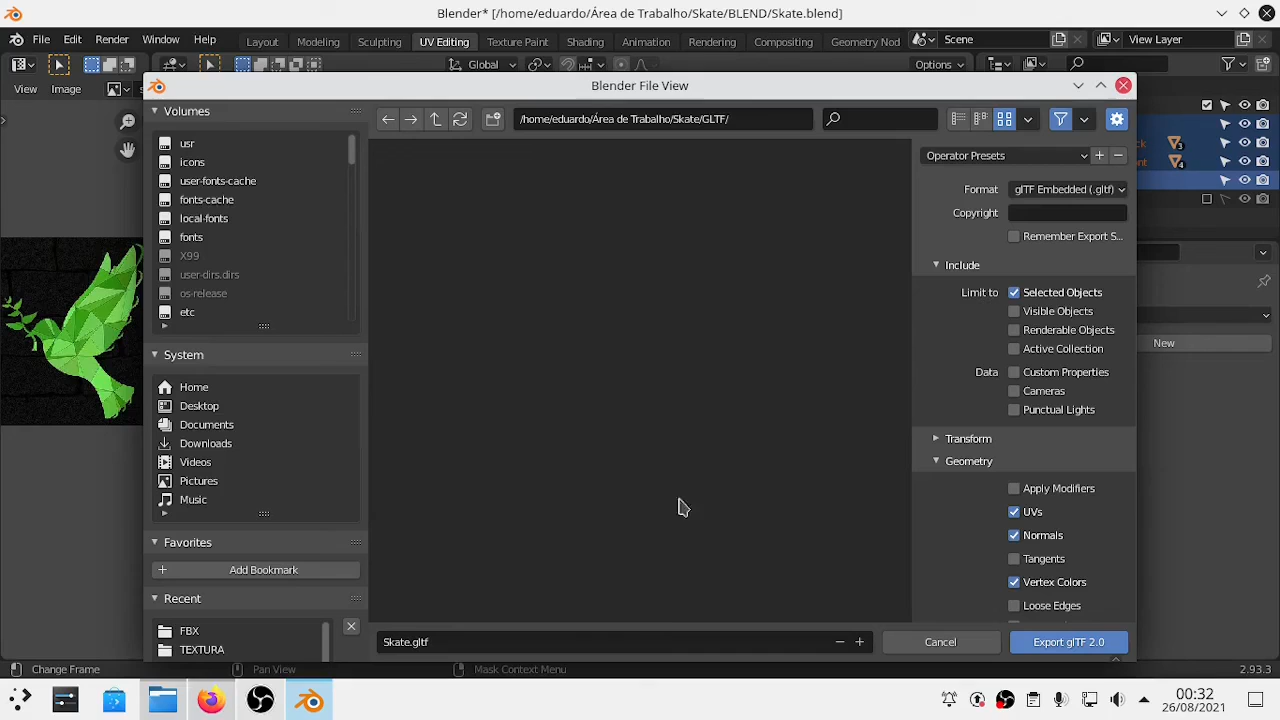 Blender* [/home/eduardo/Área de Trabalho/Skate/BLEND/Skate.blend]
File Edit Render Window Help Layout Modeling Sculpting UV Editing Texture Paint Shading Animation Rendering Compositing Geometry Nod Scene View Layer
Global Options
View Image
Blender File View
Volumes
/home/eduardo/Área de Trabalho/Skate/GLTF/
usr
icons
user-fonts-cache
fonts-cache
local-fonts
fonts
X99
user-dirs.dirs
os-release
etc
System
Home
Desktop
Documents
Downloads
Videos
Pictures
Music
Favorites
Add Bookmark
Recent
FBX
TEXTURA
Skate.gltf
Operator Presets
Format glTF Embedded (.gltf)
Copyright
Remember Export S...
Include
Limit to Selected Objects
Visible Objects
Renderable Objects
Active Collection
Data Custom Properties
Cameras
Punctual Lights
Transform
Geometry
Apply Modifiers
UVs
Normals
Tangents
Vertex Colors
Loose Edges
Cancel Export glTF 2.0
ck 3
ont 4
New
Change Frame Pan View Mask Context Menu 2.93.3
00:32
26/08/2021